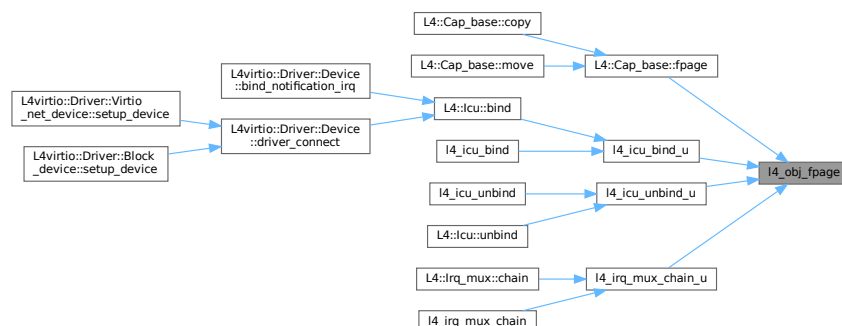 L4::Cap_base::copy
L4::Cap_base::move
L4::Cap_base::fpage
L4virtio::Driver::Device
::bind_notification_irq
L4virtio::Driver::Virtio
_net_device::setup_device
L4::Icu::bind
L4virtio::Driver::Device
::driver_connect
L4virtio::Driver::Block
_device::setup_device
l4_icu_bind
l4_icu_bind_u
l4_obj_fpage
l4_icu_unbind
l4_icu_unbind_u
L4::Icu::unbind
L4::Irq_mux::chain
l4_irq_mux_chain_u
l4_irq_mux_chain